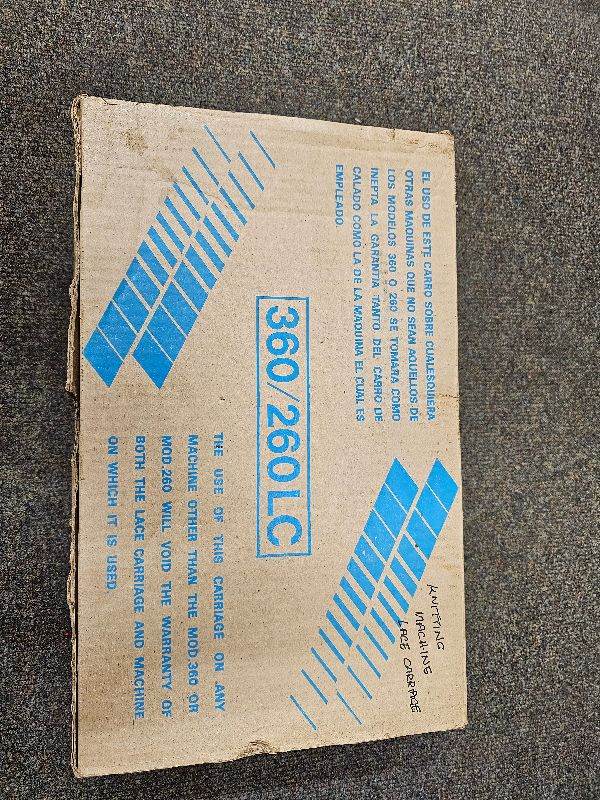 EL USO DE ESTE CARRO SOBRE CUALESQUIERA
OTRAS MAQUINAS QUE NO SEAN AQUELLOS DE
LOS MODELOS 360 O 260 SE TOMARA COMO
INEPTA LA GARANTIA TANTO DEL CARRO DE
CALADO COMO LA DE LA MAQUINA EL CUAL ES
EMPLEADO.
360/260LC
THE USE OF THIS CARRIAGE ON ANY
MACHINE OTHER THAN THE MOD.360 OR
MOD.260 WILL VOID THE WARRANTY OF
BOTH THE LACE CARRIAGE AND MACHINE
ON WHICH IT IS USED
KNITTING
MACHINE
LACE CARRIAGE